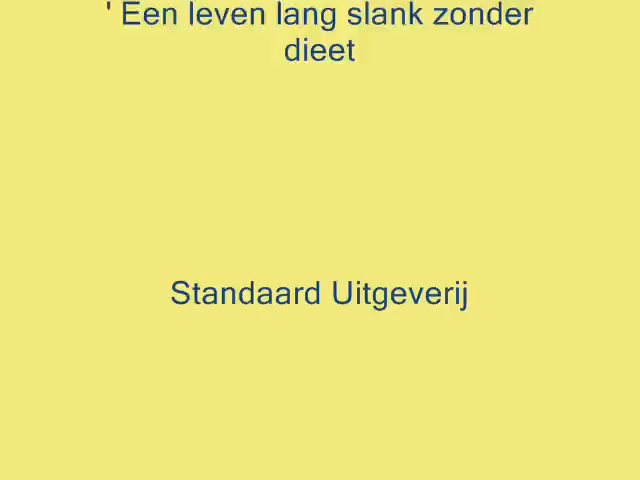 ' Een leven lang slank zonder
dieet
Standaard Uitgeverij